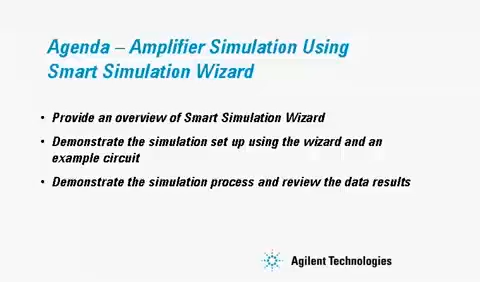 Agenda – Amplifier Simulation Using
Smart Simulation Wizard
• Provide an overview of Smart Simulation Wizard
• Demonstrate the simulation set up using the wizard and an
example circuit
• Demonstrate the simulation process and review the data results
Agilent Technologies